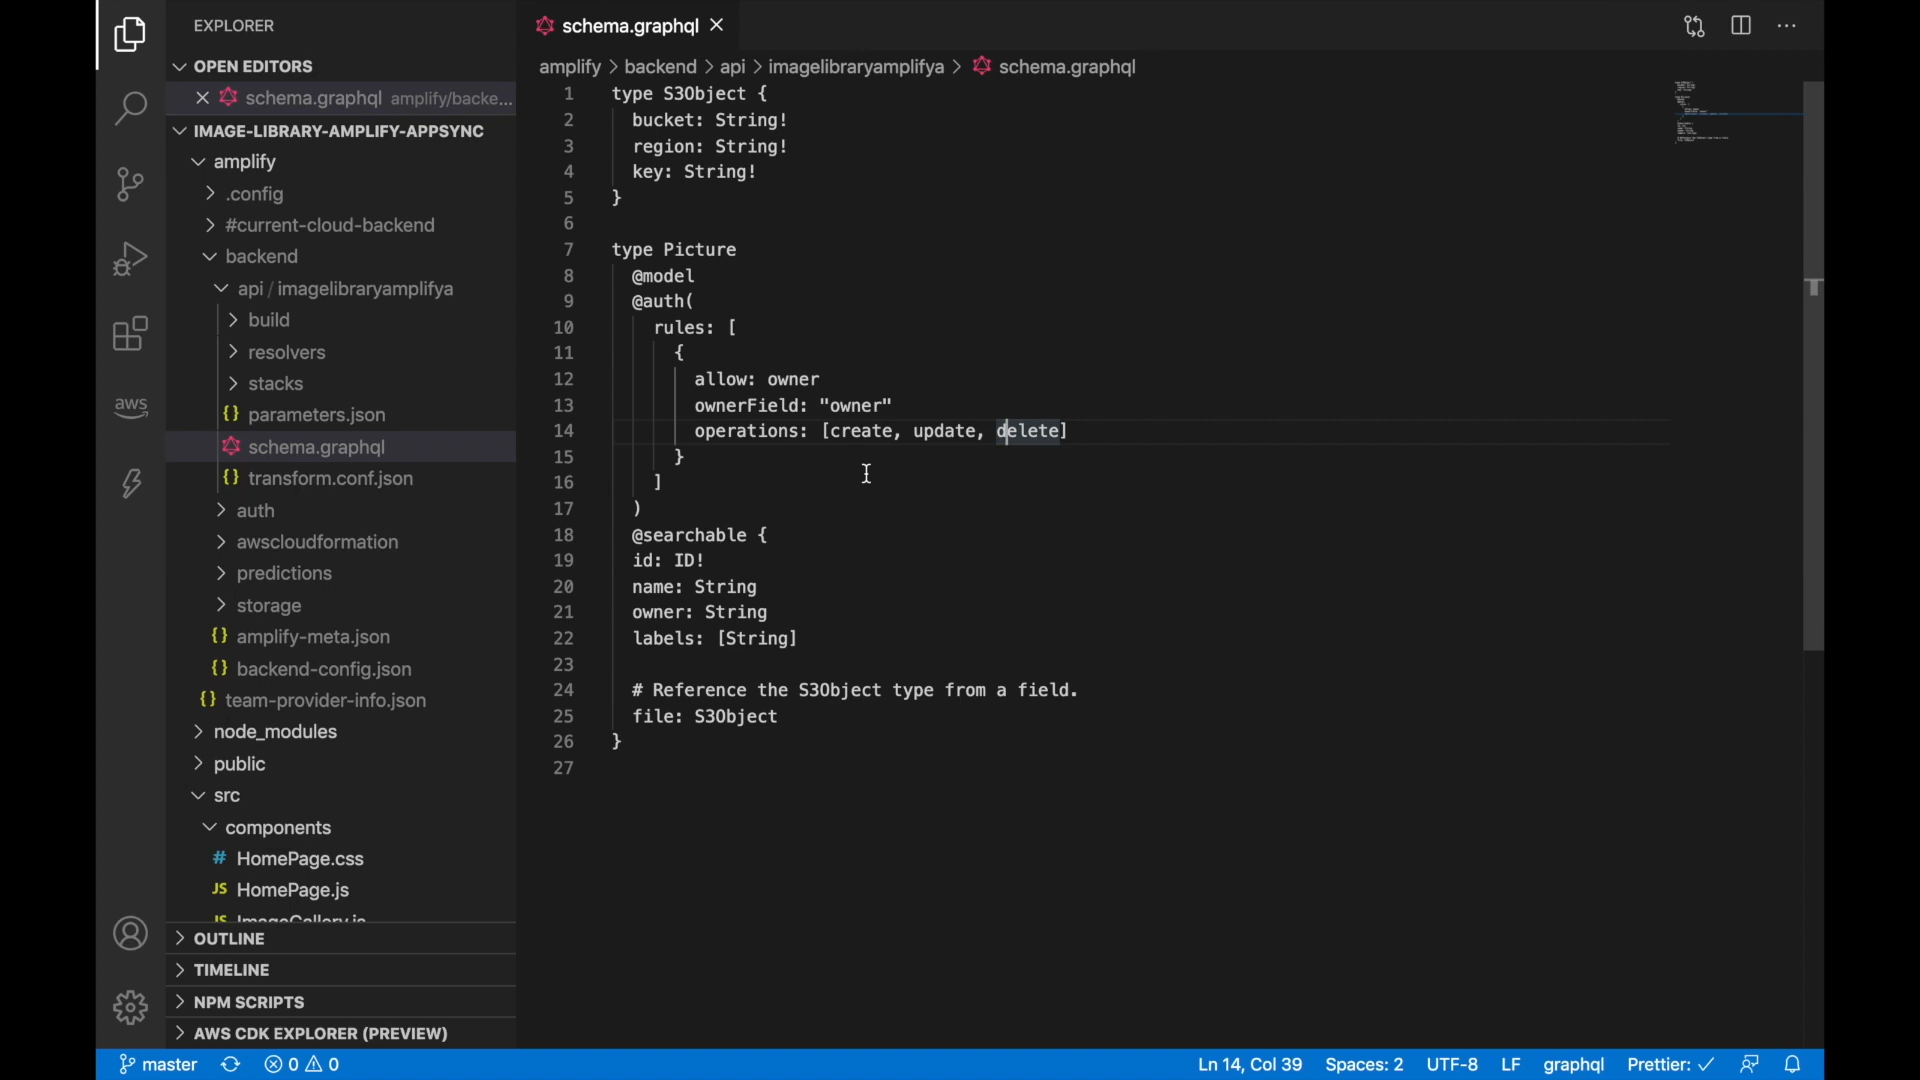 EXPLORER
OPEN EDITORS
schema.graphql amplify/backe...
IMAGE-LIBRARY-AMPLIFY-APPSYNC
amplify
.config
#current-cloud-backend
backend
api / imagelibraryamplifya
build
resolvers
stacks
{} parameters.json
schema.graphql
{} transform.conf.json
auth
awscloudformation
predictions
storage
{} amplify-meta.json
{} backend-config.json
{} team-provider-info.json
node_modules
public
src
components
# HomePage.css
JS HomePage.js
JS ImageGallery.js
OUTLINE
TIMELINE
NPM SCRIPTS
AWS CDK EXPLORER (PREVIEW)
aws
schema.graphql
amplify > backend > api > imagelibraryamplifya > schema.graphql
1 type S3Object {
2 bucket: String!
3 region: String!
4 key: String!
5 }
6
7 type Picture
8 @model
9 @auth(
10 rules: [
11 {
12 allow: owner
13 ownerField: "owner"
14 operations: [create, update, delete]
15 }
16 ]
17 )
18 @searchable {
19 id: ID!
20 name: String
21 owner: String
22 labels: [String]
23
24 # Reference the S3Object type from a field.
25 file: S3Object
26 }
27
master 0 0 Ln 14, Col 39 Spaces: 2 UTF-8 LF graphql Prettier: ✓